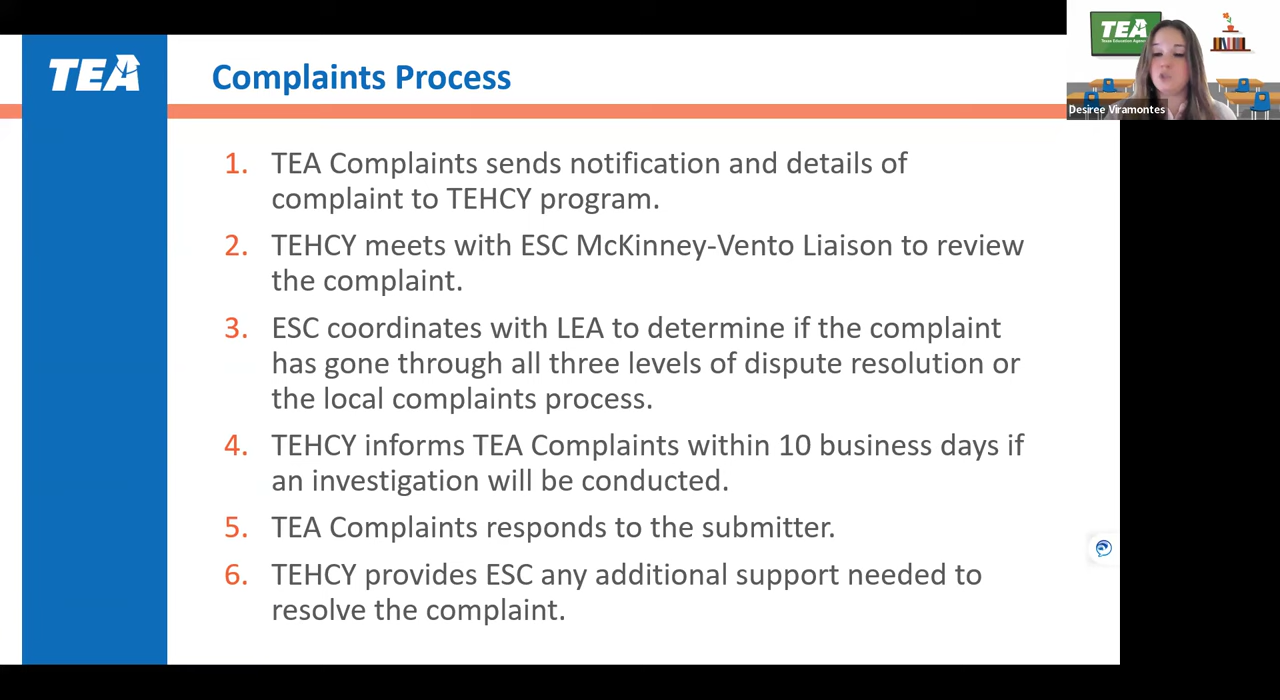 TEA
Complaints Process
TEA
Desiree Viramontes
1. TEA Complaints sends notification and details of
complaint to TEHCY program.
2. TEHCY meets with ESC McKinney-Vento Liaison to review
the complaint.
3. ESC coordinates with LEA to determine if the complaint
has gone through all three levels of dispute resolution or
the local complaints process.
4. TEHCY informs TEA Complaints within 10 business days if
an investigation will be conducted.
5. TEA Complaints responds to the submitter.
6. TEHCY provides ESC any additional support needed to
resolve the complaint.